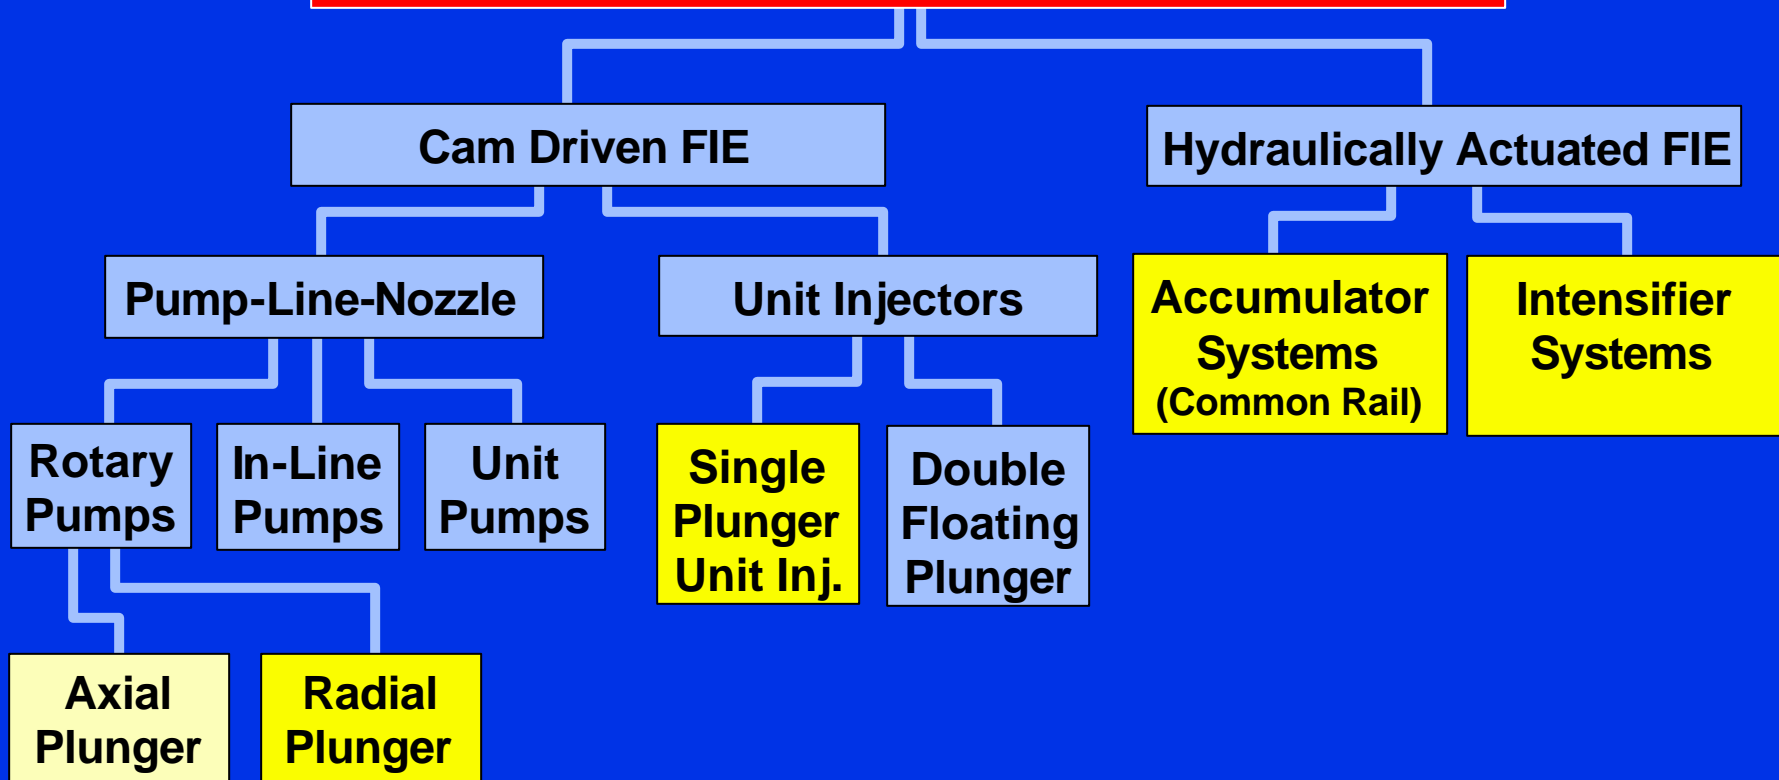 Cam Driven FIE
Hydraulically Actuated FIE
Pump-Line-Nozzle
Unit Injectors
Accumulator
Systems
(Common Rail)
Intensifier
Systems
Rotary
Pumps
In-Line
Pumps
Unit
Pumps
Single
Plunger
Unit Inj.
Double
Floating
Plunger
Axial
Plunger
Radial
Plunger